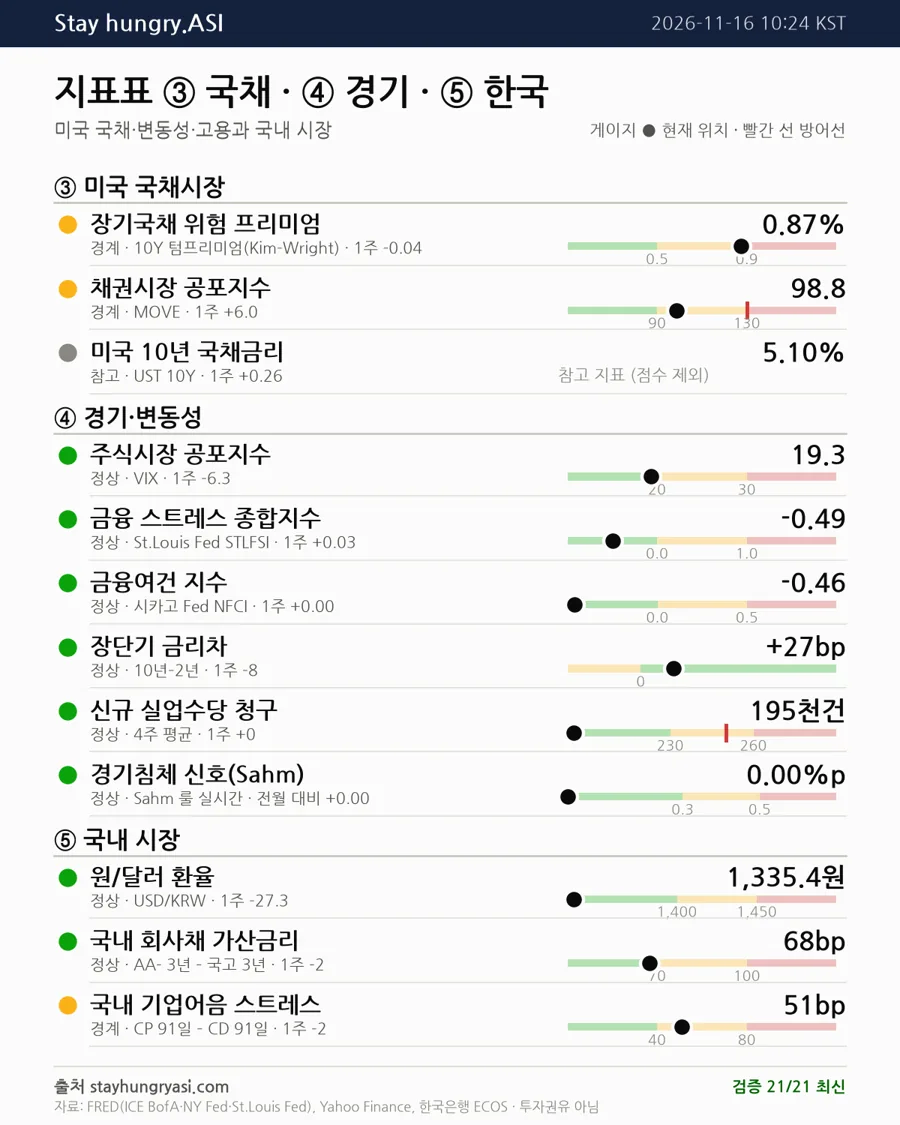 Stay hungry.ASI
2026-11-16 10:24 KST
지표표 ③ 국채 · ④ 경기 · ⑤ 한국
미국 국채·변동성·고용과 국내 시장
게이지 ● 현재 위치 · 빨간 선 방어선
③ 미국 국채시장
장기국채 위험 프리미엄
0.87%
경계 · 10Y 텀프리미엄(Kim-Wright) · 1주 -0.04
0.5
0.9
채권시장 공포지수
98.8
경계 · MOVE · 1주 +6.0
90
130
미국 10년 국채금리
5.10%
참고 · UST 10Y · 1주 +0.26
참고 지표 (점수 제외)
④ 경기·변동성
주식시장 공포지수
19.3
정상 · VIX · 1주 -6.3
20
30
금융 스트레스 종합지수
-0.49
정상 · St.Louis Fed STLFSI · 1주 +0.03
0.0
1.0
금융여건 지수
-0.46
정상 · 시카고 Fed NFCI · 1주 +0.00
0.0
0.5
장단기 금리차
+27bp
정상 · 10년-2년 · 1주 -8
0
신규 실업수당 청구
195천건
정상 · 4주 평균 · 1주 +0
230
260
경기침체 신호(Sahm)
0.00%p
정상 · Sahm 룰 실시간 · 전월 대비 +0.00
0.3
0.5
⑤ 국내 시장
원/달러 환율
1,335.4원
정상 · USD/KRW · 1주 -27.3
1,400
1,450
국내 회사채 가산금리
68bp
정상 · AA- 3년 - 국고 3년 · 1주 -2
70
100
국내 기업어음 스트레스
51bp
경계 · CP 91일 - CD 91일 · 1주 -2
40
80
출처 stayhungryasi.com
검증 21/21 최신
자료: FRED(ICE BofA·NY Fed·St.Louis Fed), Yahoo Finance, 한국은행 ECOS · 투자권유 아님